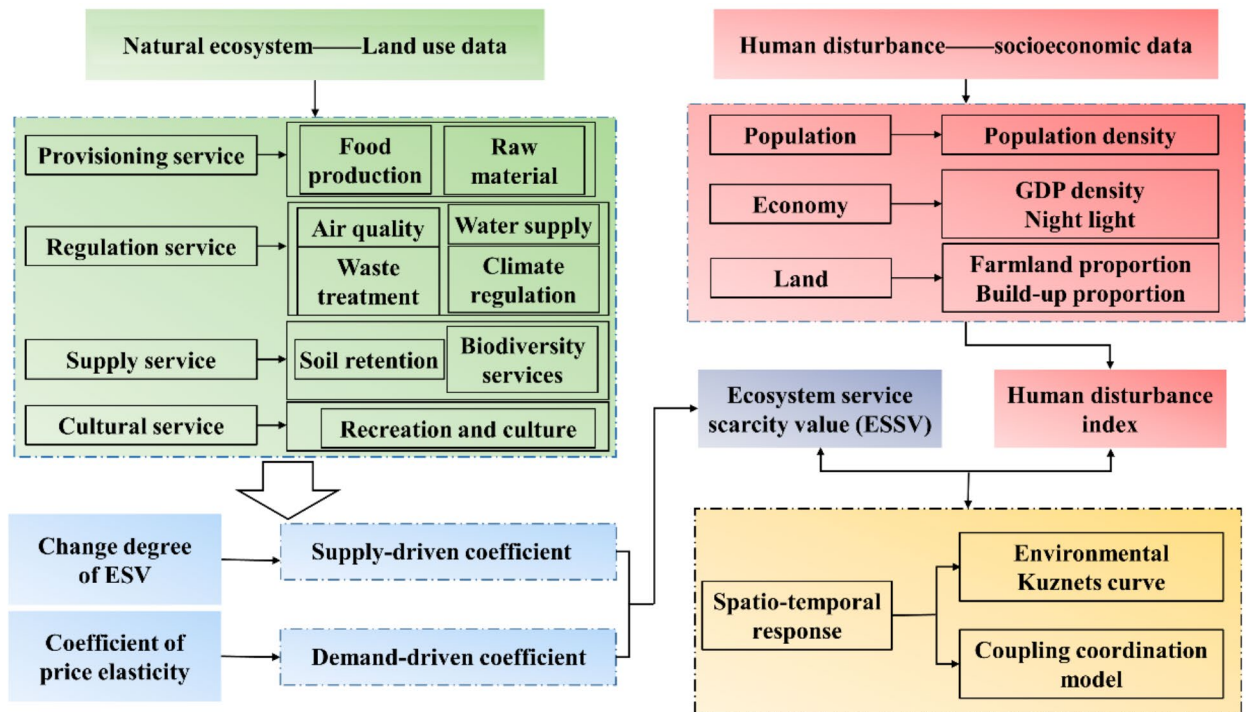 Natural ecosystem——Land use data
Provisioning service
Food
production
Raw
material
Regulation service
Air quality
Water supply
Waste
treatment
Climate
regulation
Supply service
Soil retention
Biodiversity
services
Cultural service
Recreation and culture
Change degree
of ESV
Supply-driven coefficient
Coefficient of
price elasticity
Demand-driven coefficient
Human disturbance——socioeconomic data
Population
Population density
Economy
GDP density
Night light
Land
Farmland proportion
Build-up proportion
Ecosystem service
scarcity value (ESSV)
Human disturbance
index
Spatio-temporal
response
Environmental
Kuznets curve
Coupling coordination
model